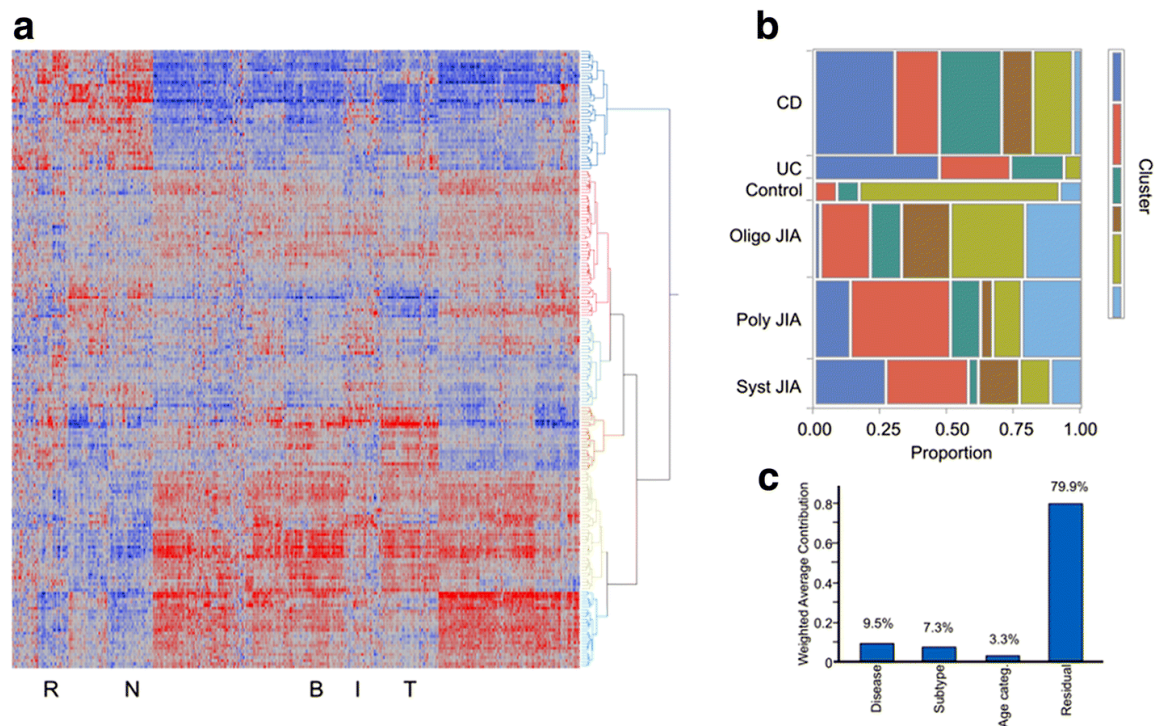 a
R N B I T
b
CD
UC
Control
Oligo JIA
Poly JIA
Syst JIA
0.00 0.25 0.50 0.75 1.00
Proportion
Cluster
c
Weighted Average Contribution
0.8
0.6
0.4
0.2
0
9.5%
7.3%
3.3%
79.9%
Disease
Subtype
Age categ.
Residual